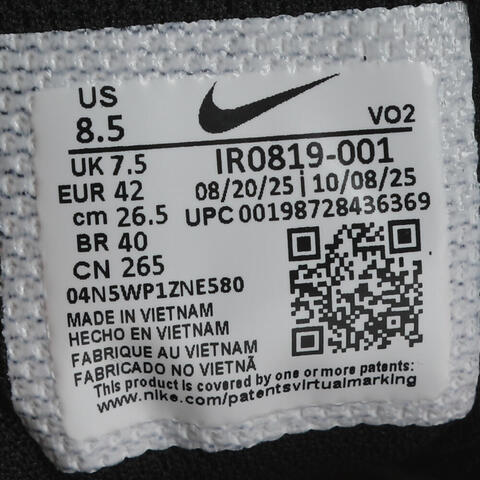 US
8.5
VO2
UK 7.5
IR0819-001
EUR 42
08/20/25 | 10/08/25
cm 26.5
UPC 00198728436369
BR 40
CN 265
04N5WP1ZNE580
MADE IN VIETNAM
HECHO EN VIETNAM
FABRIQUE AU VIETNAM
FABRICADO NO VIETNÃ
This product is covered by one or more patents:
www.nike.com/patentsvirtualmarking